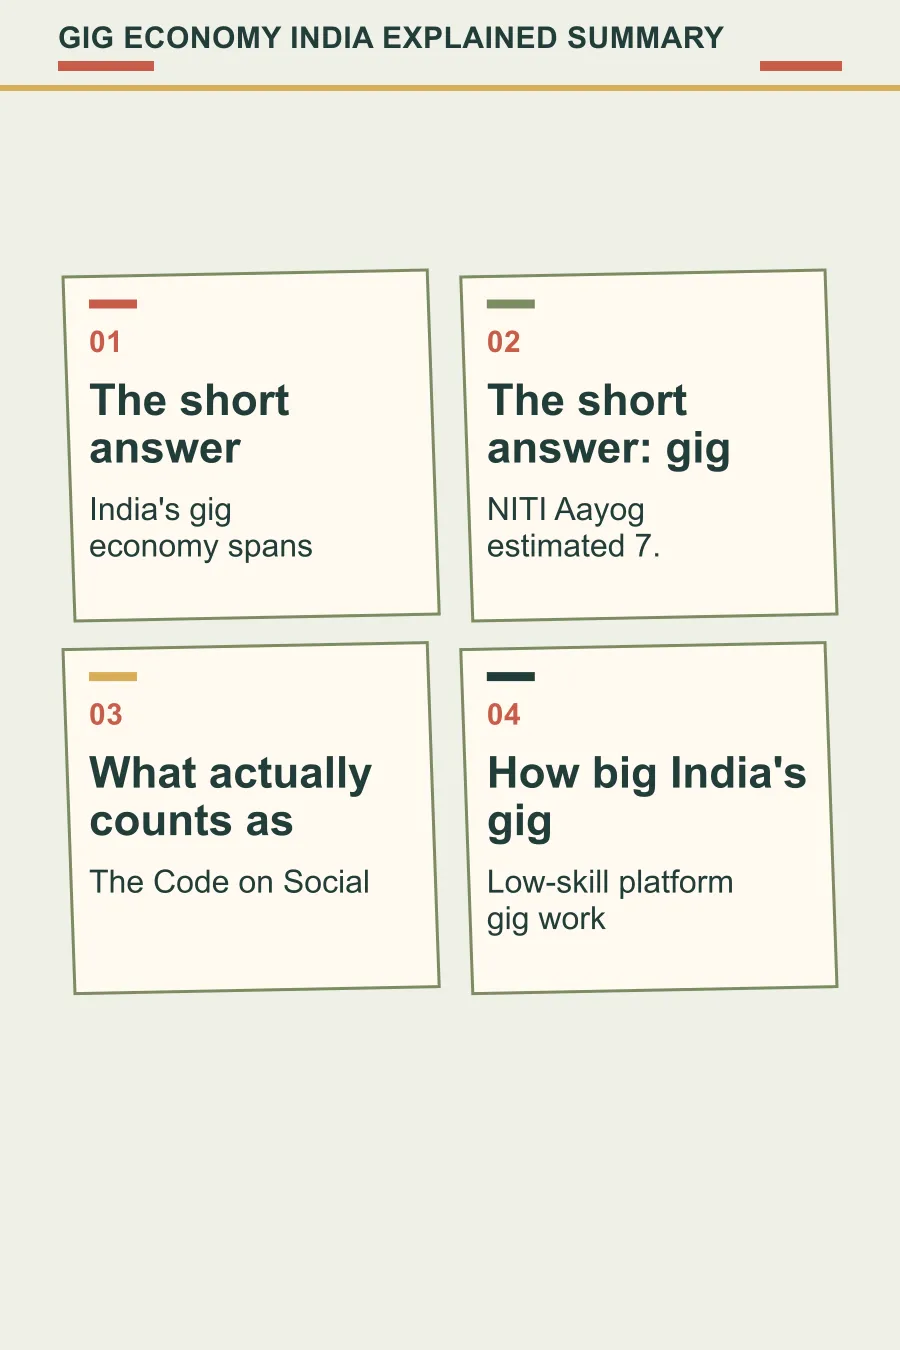 GIG ECONOMY INDIA EXPLAINED SUMMARY
01
The short
answer
India's gig
economy spans
02
The short
answer: gig
NITI Aayog
estimated 7.
03
What actually
counts as
The Code on Social
04
How big India's
gig
Low-skill platform
gig work